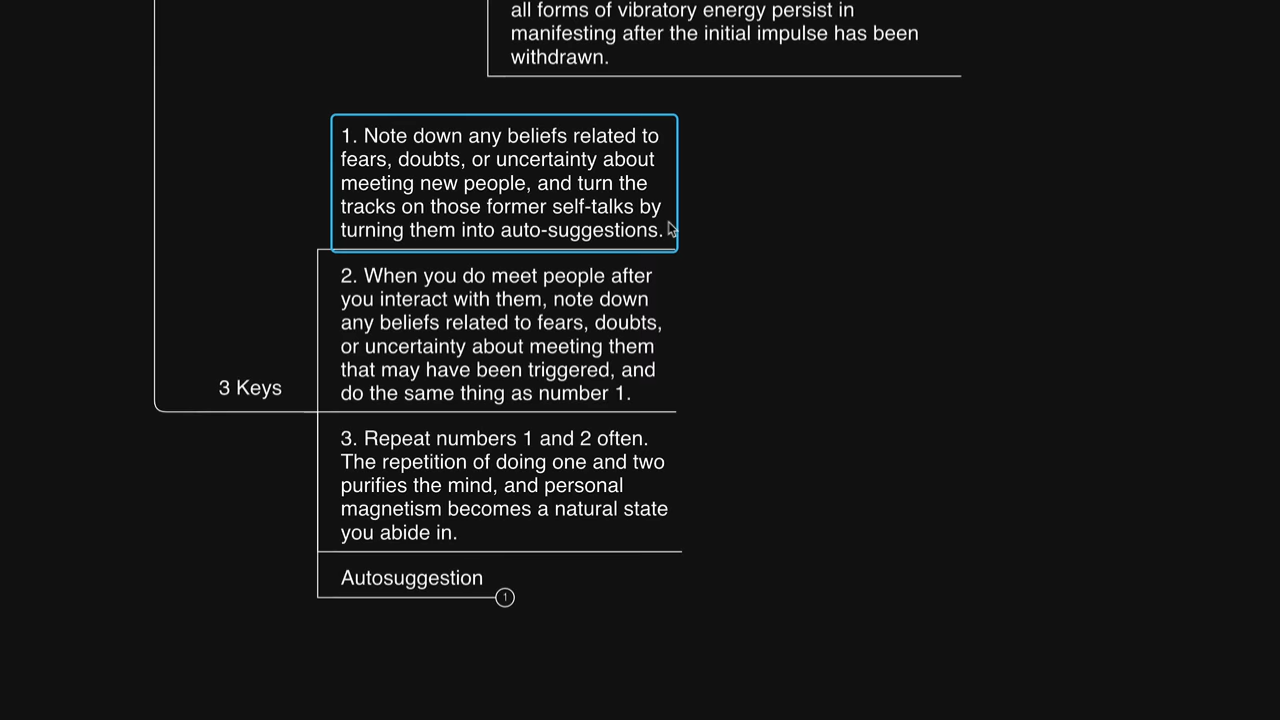 all forms of vibratory energy persist in
manifesting after the initial impulse has been
withdrawn.
1. Note down any beliefs related to
fears, doubts, or uncertainty about
meeting new people, and turn the
tracks on those former self-talks by
turning them into auto-suggestions.
2. When you do meet people after
you interact with them, note down
any beliefs related to fears, doubts,
or uncertainty about meeting them
that may have been triggered, and
do the same thing as number 1.
3 Keys
3. Repeat numbers 1 and 2 often.
The repetition of doing one and two
purifies the mind, and personal
magnetism becomes a natural state
you abide in.
Autosuggestion
1